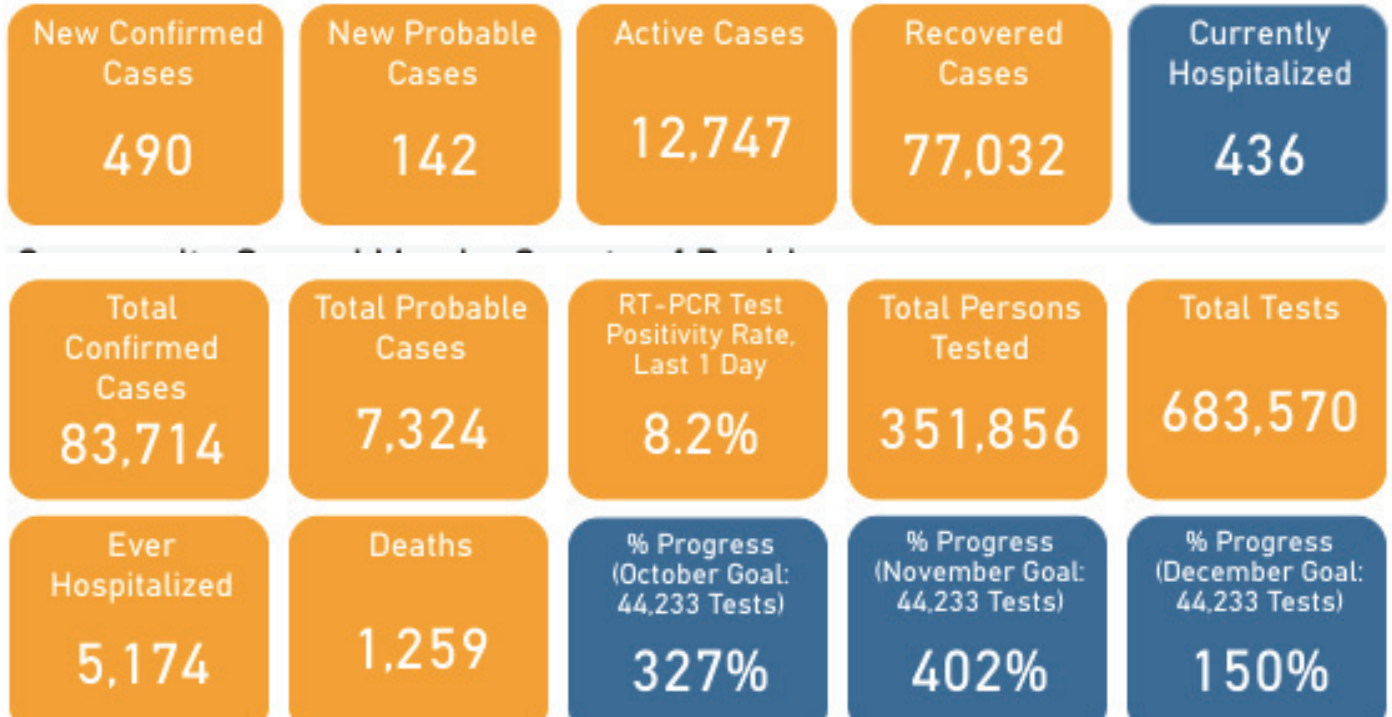 New Confirmed
Cases
490
New Probable
Cases
142
Active Cases
12,747
Recovered
Cases
77,032
Currently
Hospitalized
436
Total
Confirmed
Cases
83,714
Total Probable
Cases
7,324
RT-PCR Test
Positivity Rate,
Last 1 Day
8.2%
Total Persons
Tested
351,856
Total Tests
683,570
Ever
Hospitalized
5,174
Deaths
1,259
% Progress
(October Goal:
44,233 Tests)
327%
% Progress
(November Goal:
44,233 Tests)
402%
% Progress
(December Goal:
44,233 Tests)
150%